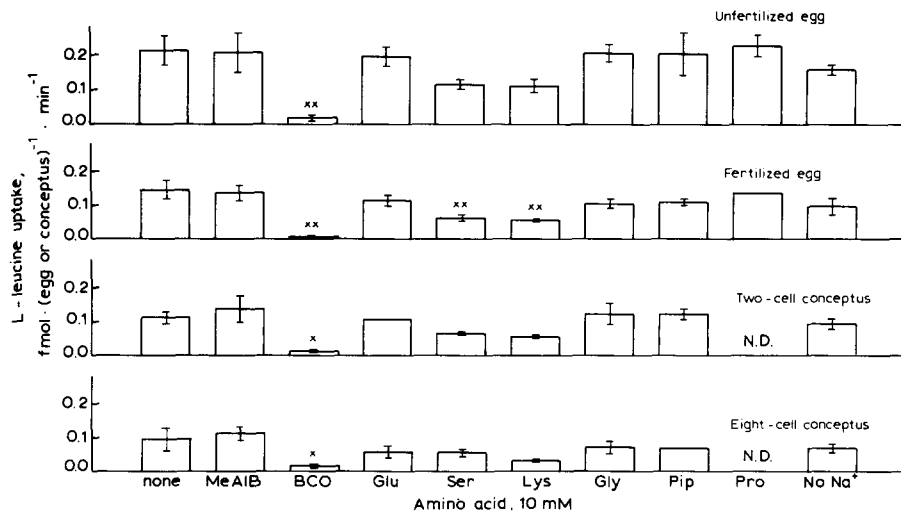 Unfertilized egg
0.2
0.1
0.0
xx
Fertilized egg
0.2
0.1
0.0
xx
xx
xx
Two-cell conceptus
0.2
0.1
0.0
x
N.D.
Eight-cell conceptus
0.2
0.1
0.0
x
N.D.
L-leucine uptake,
fmol·(egg or conceptus)⁻¹ · min⁻¹
none MeAIB BCO Glu Ser Lys Gly Pip Pro No Na⁺
Amino acid, 10 mM